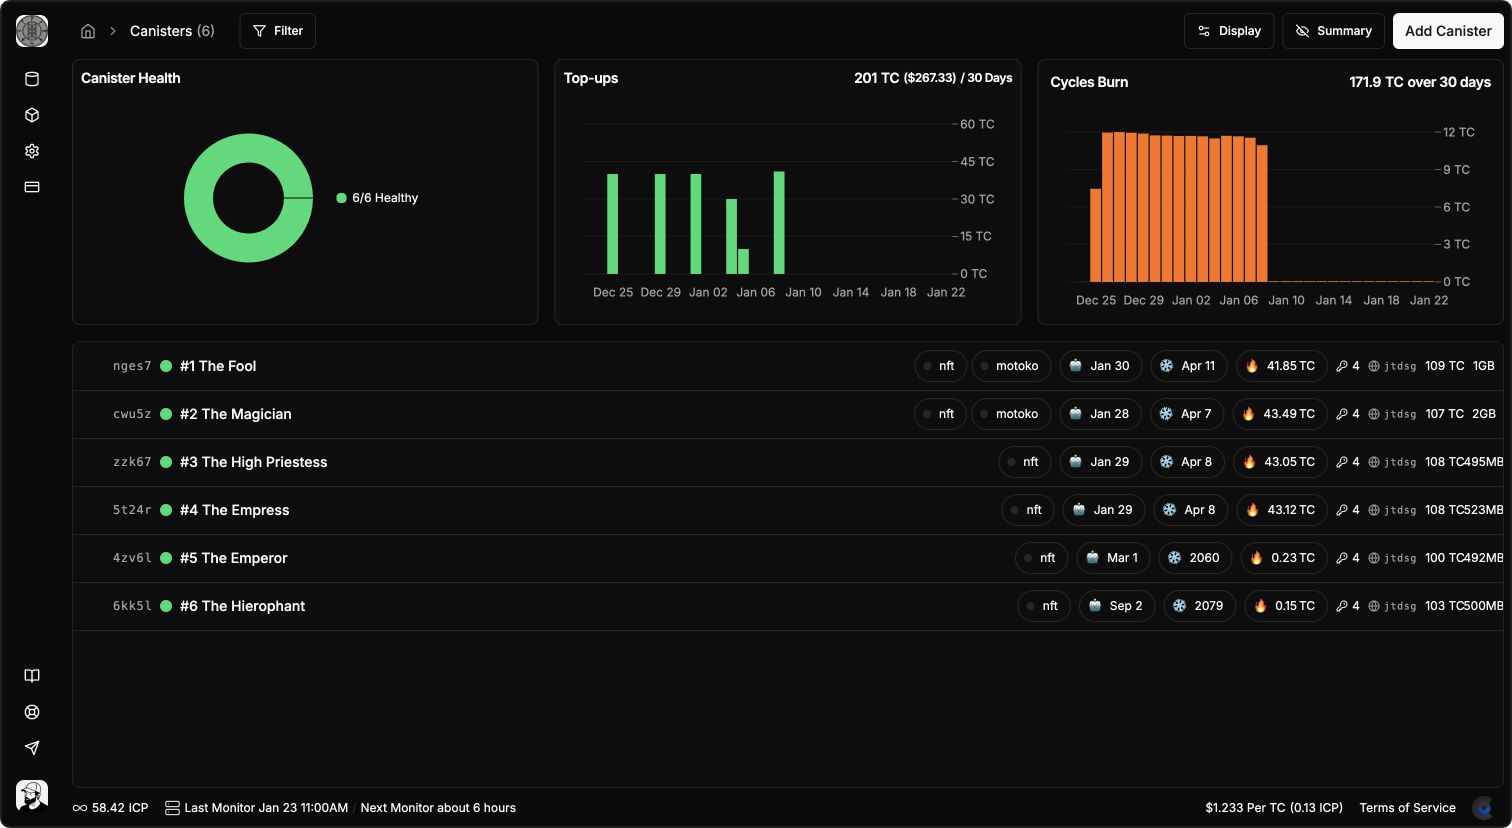 Canisters (6) Filter Display Summary Add Canister
Canister Health
6/6 Healthy
Top-ups 201 TC ($267.33) / 30 Days
60 TC
45 TC
30 TC
15 TC
0 TC
Dec 25 Dec 29 Jan 02 Jan 06 Jan 10 Jan 14 Jan 18 Jan 22
Cycles Burn 171.9 TC over 30 days
12 TC
9 TC
6 TC
3 TC
0 TC
Dec 25 Dec 29 Jan 02 Jan 06 Jan 10 Jan 14 Jan 18 Jan 22
nges7 #1 The Fool nft motoko Jan 30 Apr 11 41.85 TC 4 jtdsg 109 TC 1GB
cwu5z #2 The Magician nft motoko Jan 28 Apr 7 43.49 TC 4 jtdsg 107 TC 2GB
zzk67 #3 The High Priestess nft Jan 29 Apr 8 43.05 TC 4 jtdsg 108 TC 495MB
5t24r #4 The Empress nft Jan 29 Apr 8 43.12 TC 4 jtdsg 108 TC 523MB
4zv6l #5 The Emperor nft Mar 1 2060 0.23 TC 4 jtdsg 100 TC 492MB
6kk5l #6 The Hierophant nft Sep 2 2079 0.15 TC 4 jtdsg 103 TC 500MB
58.42 ICP Last Monitor Jan 23 11:00AM / Next Monitor about 6 hours $1.233 Per TC (0.13 ICP) Terms of Service